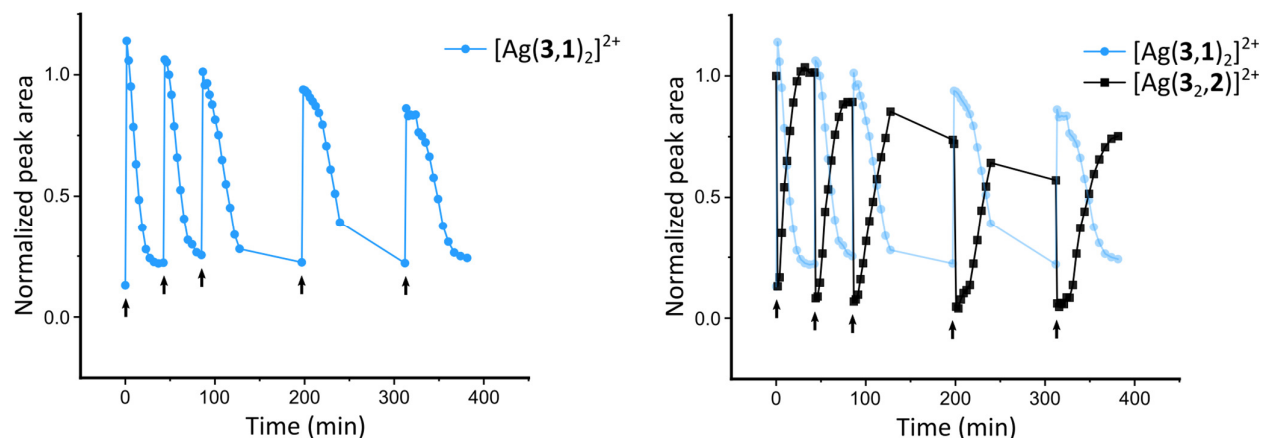 Normalized peak area
1.0
0.5
0.0
0 100 200 300 400
Time (min)
[Ag(3,1)₂]²⁺
Normalized peak area
1.0
0.5
0.0
0 100 200 300 400
Time (min)
[Ag(3,1)₂]²⁺
[Ag(3₂,2)]²⁺